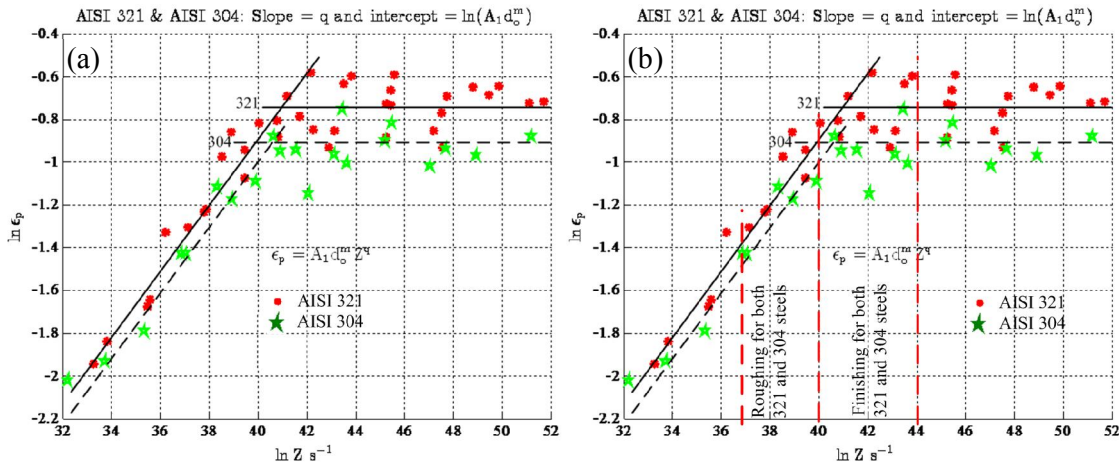 AISI 321 & AISI 304: Slope = q and intercept = ln(A₁dₒᵐ)
(a)
-0.4
-0.6
-0.8
-1
-1.2
-1.4
-1.6
-1.8
-2
-2.2
ln ϵₚ
321
304
ϵₚ = A₁dₒᵐ Z^q
AISI 321
AISI 304
32 34 36 38 40 42 44 46 48 50 52
ln Z s⁻¹
AISI 321 & AISI 304: Slope = q and intercept = ln(A₁dₒᵐ)
(b)
-0.4
-0.6
-0.8
-1
-1.2
-1.4
-1.6
-1.8
-2
-2.2
ln ϵₚ
321
304
ϵₚ = A₁dₒᵐ Z^q
Roughing for both
321 and 304 steels
Finishing for both
321 and 304 steels
AISI 321
AISI 304
32 34 36 38 40 42 44 46 48 50 52
ln Z s⁻¹